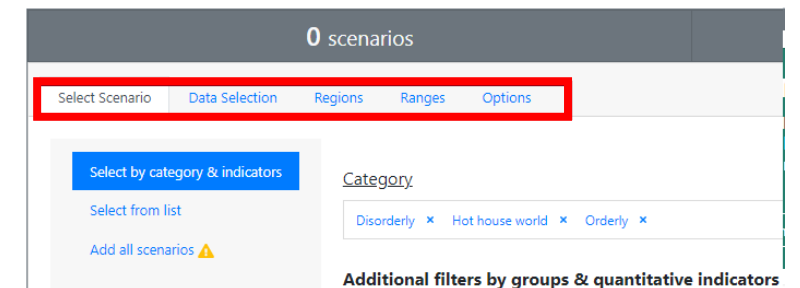 0 scenarios
Select Scenario Data Selection Regions Ranges Options
Select by category & indicators
Select from list
Add all scenarios
Category
Disorderly × Hot house world × Orderly ×
Additional filters by groups & quantitative indicators